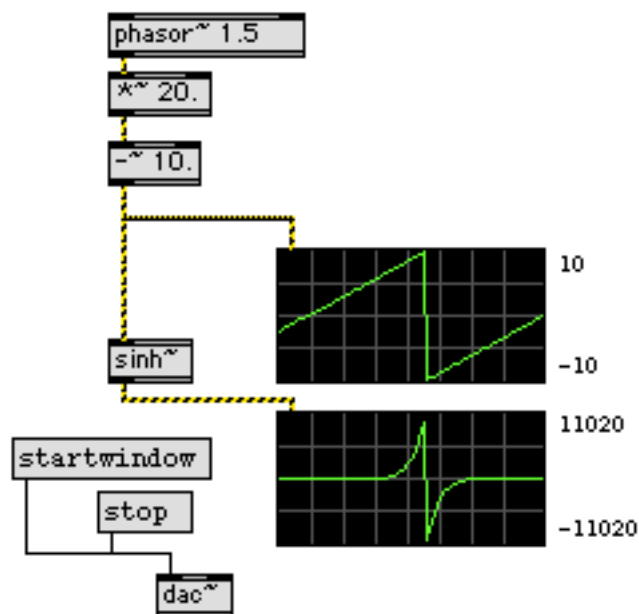 phasor~ 1.5
*~ 20.
-~ 10.
10
-10
sinh~
11020
startwindow
stop
-11020
dac~